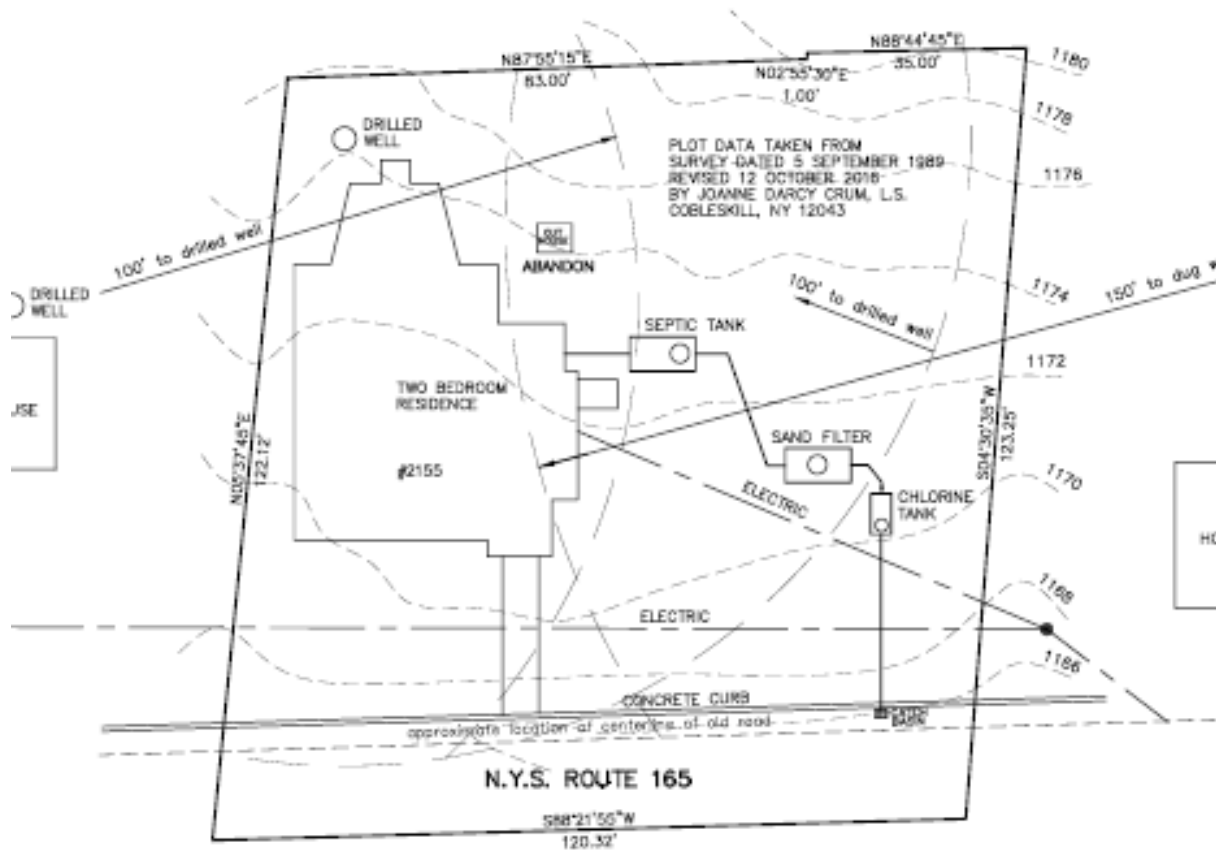 N87°55'15"E
83.00'
N02°55'30"E
1.00'
N88°44'45"E
35.00'
1180
1178
1176
1174
1172
1170
1168
1166
DRILLED
WELL
PLOT DATA TAKEN FROM
SURVEY DATED 5 SEPTEMBER 1989
REVISED 12 OCTOBER 2016
BY JOANNE DARCY CRUM, L.S.
COBLESKILL, NY 12043
OUT
HOUSE
ABANDON
100' to drilled well
DRILLED
WELL
100' to drilled well
150' to dug w
SEPTIC TANK
USE
TWO BEDROOM
RESIDENCE
#2155
SAND FILTER
CHLORINE
TANK
N05°37'45"E
122.12'
S04°30'35"W
123.25'
HO
ELECTRIC
ELECTRIC
CONCRETE CURB
approximate location of centerline of old road
CATCH
BASIN
N.Y.S. ROUTE 165
S88°21'55"W
120.32'